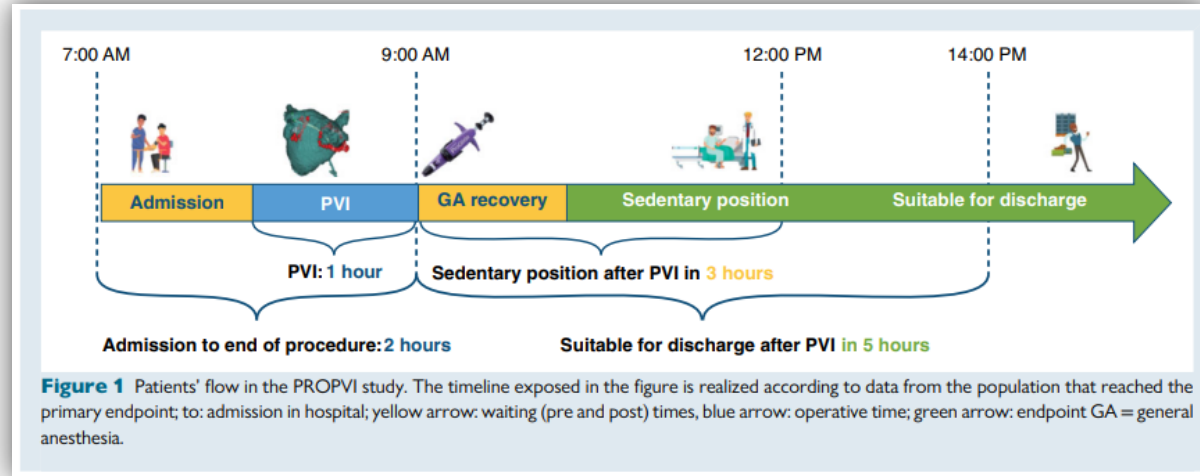 7:00 AM 9:00 AM 12:00 PM 14:00 PM
Admission PVI GA recovery Sedentary position Suitable for discharge
PVI: 1 hour Sedentary position after PVI in 3 hours
Admission to end of procedure: 2 hours Suitable for discharge after PVI in 5 hours
Figure 1 Patients' flow in the PROPVI study. The timeline exposed in the figure is realized according to data from the population that reached the
primary endpoint; to: admission in hospital; yellow arrow: waiting (pre and post) times, blue arrow: operative time; green arrow: endpoint GA = general
anesthesia.